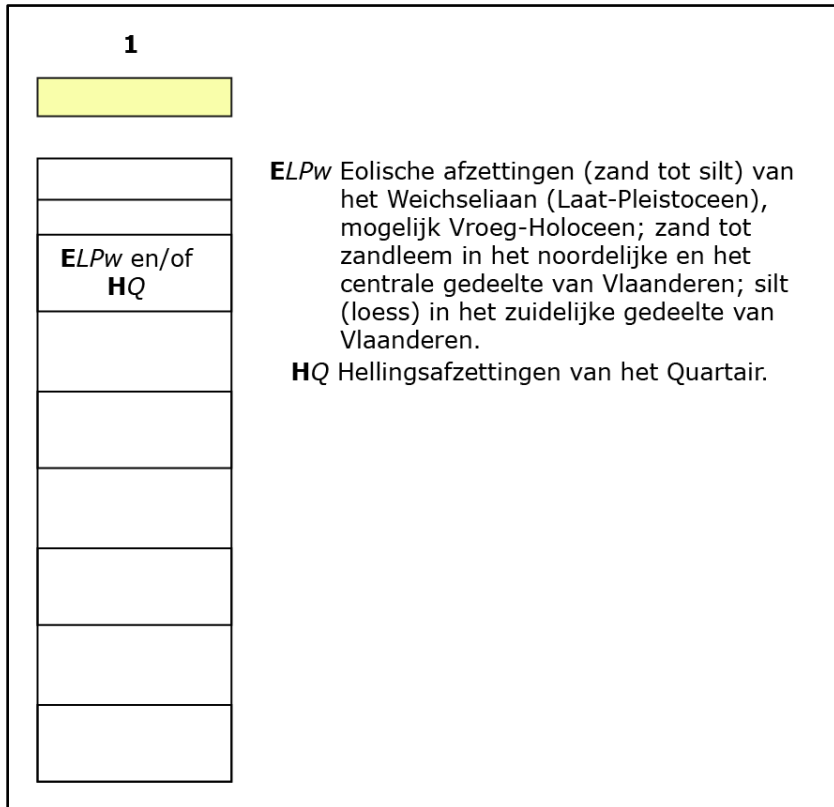 1
ELPw en/of
HQ
ELPw Eolische afzettingen (zand tot silt) van
het Weichseliaan (Laat-Pleistoceen),
mogelijk Vroeg-Holoceen; zand tot
zandleem in het noordelijke en het
centrale gedeelte van Vlaanderen; silt
(loess) in het zuidelijke gedeelte van
Vlaanderen.
HQ Hellingsafzettingen van het Quartair.